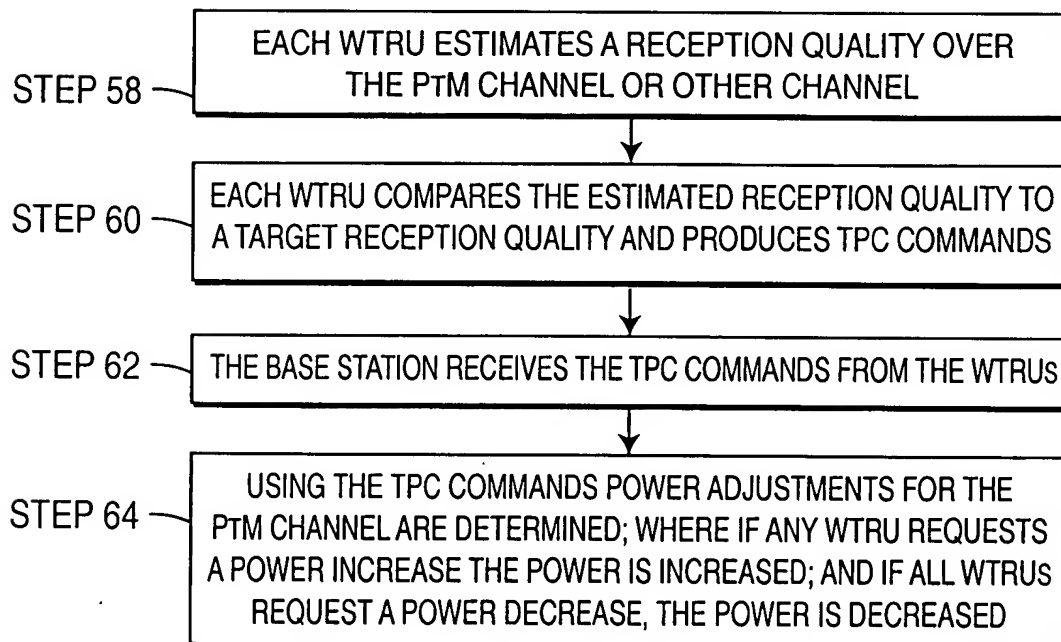 EACH WTRU ESTIMATES A RECEPTION QUALITY OVER
THE PTM CHANNEL OR OTHER CHANNEL
STEP 58
EACH WTRU COMPARES THE ESTIMATED RECEPTION QUALITY TO
A TARGET RECEPTION QUALITY AND PRODUCES TPC COMMANDS
STEP 60
THE BASE STATION RECEIVES THE TPC COMMANDS FROM THE WTRUs
STEP 62
USING THE TPC COMMANDS POWER ADJUSTMENTS FOR THE
PTM CHANNEL ARE DETERMINED; WHERE IF ANY WTRU REQUESTS
A POWER INCREASE THE POWER IS INCREASED; AND IF ALL WTRUs
REQUEST A POWER DECREASE, THE POWER IS DECREASED
STEP 64